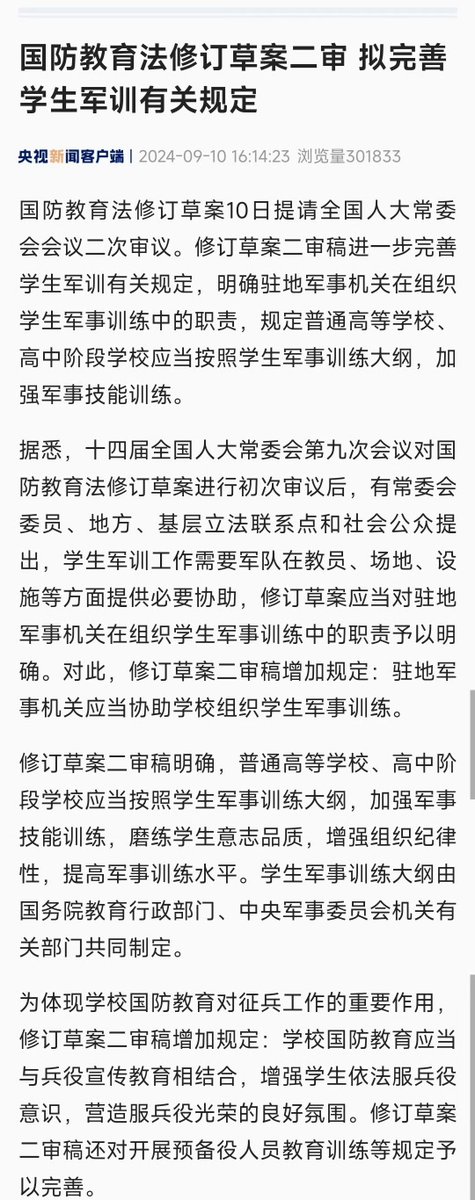 国防教育法修订草案二审 拟完善
学生军训有关规定
央视新闻客户端 | 2024-09-10 16:14:23 浏览量301833
国防教育法修订草案10日提请全国人大常委
会会议二次审议。修订草案二审稿进一步完善
学生军训有关规定，明确驻地军事机关在组织
学生军事训练中的职责，规定普通高等学校、
高中阶段学校应当按照学生军事训练大纲，加
强军事技能训练。
据悉，十四届全国人大常委会第九次会议对国
防教育法修订草案进行初次审议后，有常委会
委员、地方、基层立法联系点和社会公众提
出，学生军训工作需要军队在教员、场地、设
施等方面提供必要协助，修订草案应当对驻地
军事机关在组织学生军事训练中的职责予以明
确。对此，修订草案二审稿增加规定：驻地军
事机关应当协助学校组织学生军事训练。
修订草案二审稿明确，普通高等学校、高中阶
段学校应当按照学生军事训练大纲，加强军事
技能训练，磨练学生意志品质，增强组织纪律
性，提高军事训练水平。学生军事训练大纲由
国务院教育行政部门、中央军事委员会机关有
关部门共同制定。
为体现学校国防教育对征兵工作的重要作用，
修订草案二审稿增加规定：学校国防教育应当
与兵役宣传教育相结合，增强学生依法服兵役
意识，营造服兵役光荣的良好氛围。修订草案
二审稿还对开展预备役人员教育训练等规定予
以完善。